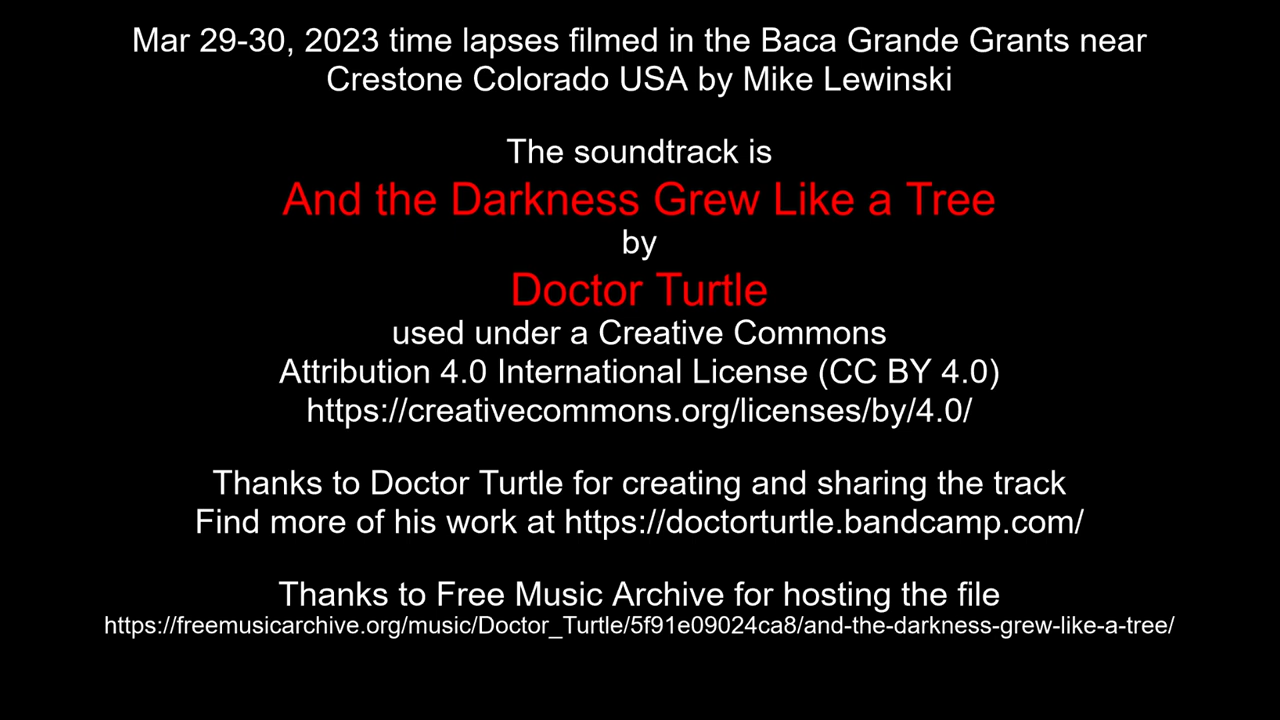 Mar 29-30, 2023 time lapses filmed in the Baca Grande Grants near
Crestone Colorado USA by Mike Lewinski
The soundtrack is
And the Darkness Grew Like a Tree
by
Doctor Turtle
used under a Creative Commons
Attribution 4.0 International License (CC BY 4.0)
https://creativecommons.org/licenses/by/4.0/
Thanks to Doctor Turtle for creating and sharing the track
Find more of his work at https://doctorturtle.bandcamp.com/
Thanks to Free Music Archive for hosting the file
https://freemusicarchive.org/music/Doctor_Turtle/5f91e09024ca8/and-the-darkness-grew-like-a-tree/